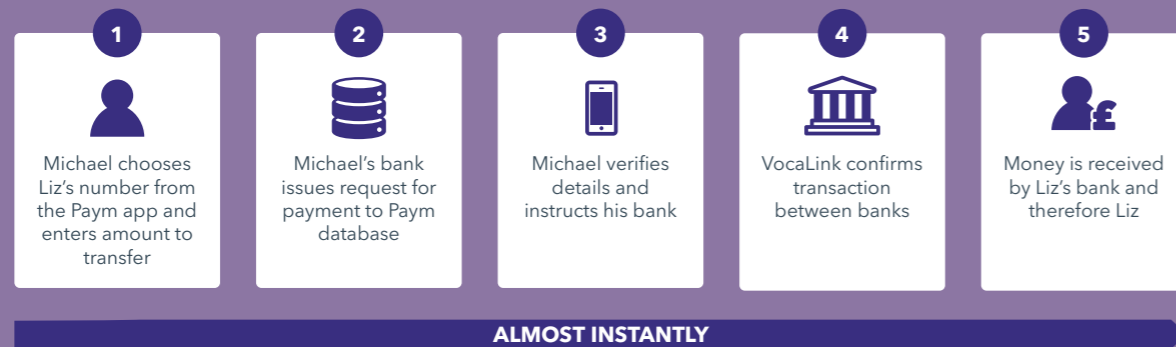 1
Michael chooses
Liz's number from
the Paym app and
enters amount to
transfer
2
Michael's bank
issues request for
payment to Paym
database
3
Michael verifies
details and
instructs his bank
4
VocaLink confirms
transaction
between banks
5
£
Money is received
by Liz's bank and
therefore Liz
ALMOST INSTANTLY